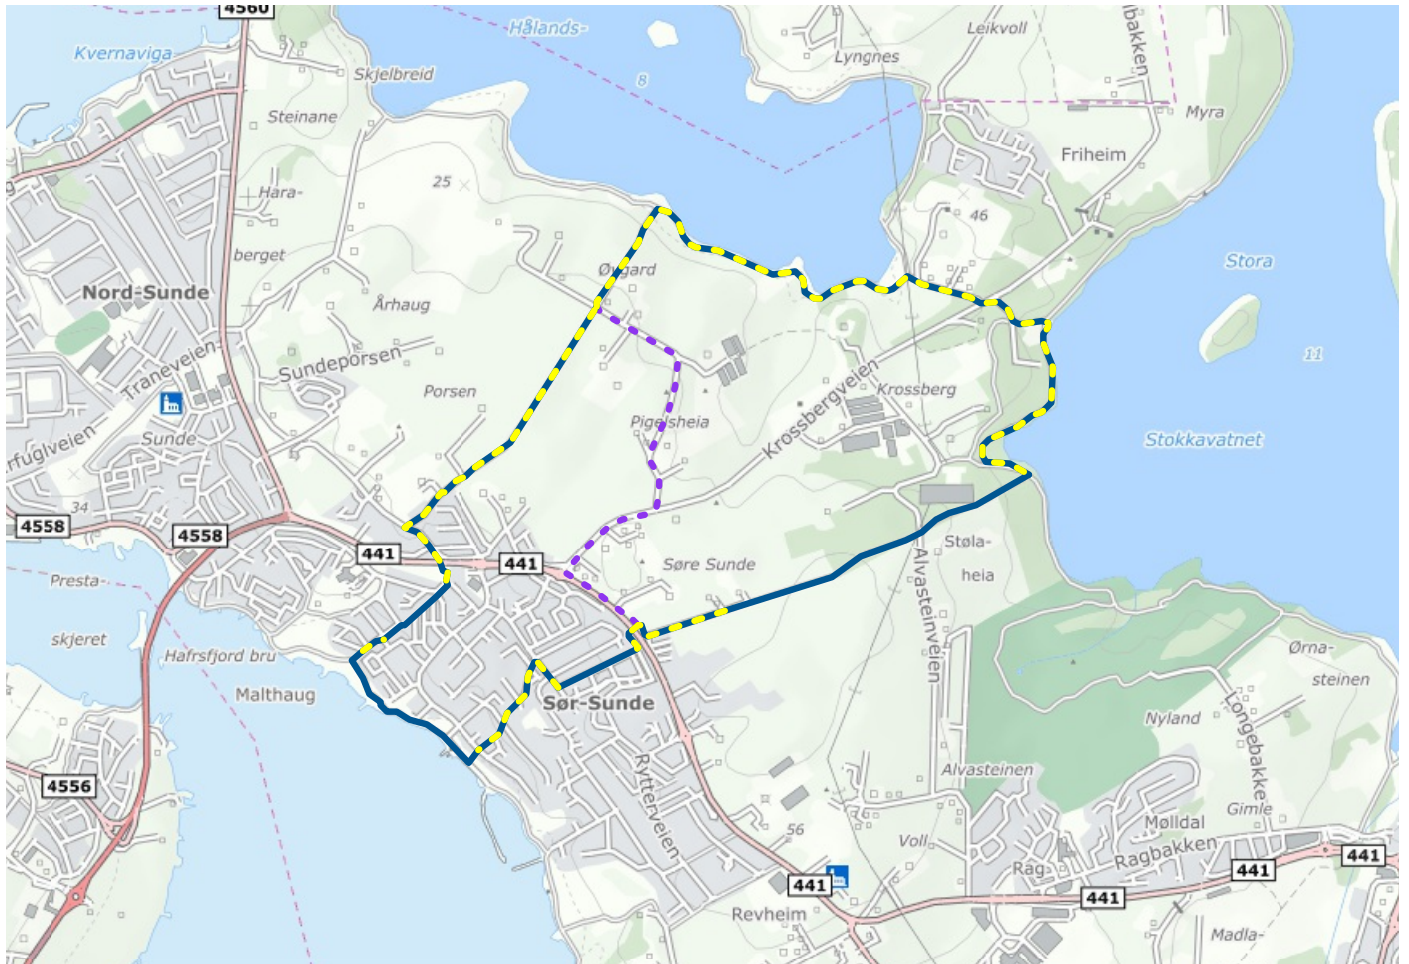 4560
Hålands-
Leikvoll
lbakken
Kvernaviga
Skjelbreid
8
Lyngnes
Steinane
Myra
Friheim
25
Hara-
46
berget
Øygard
Stora
Nord-Sunde
Århaug
11
Traneveien
Sundeporsen
Porsen
Krossberg
Krossbergveien
Pigelsheia
Sunde
Stokkavatnet
rfuglveien
34
4558
4558
441
441
Søre Sunde
Støla-
heia
Presta-
skjeret
Hafrsfjord bru
Malthaug
Alvasteinveien
Ørna-
steinen
Sør-Sunde
Nyland
Longebakke
Rytterveien
Alvasteinen
4556
Gimle
56
Mølldal
Voll
Ragbakken
441
441
Rag-
441
441
Revheim
Madla-